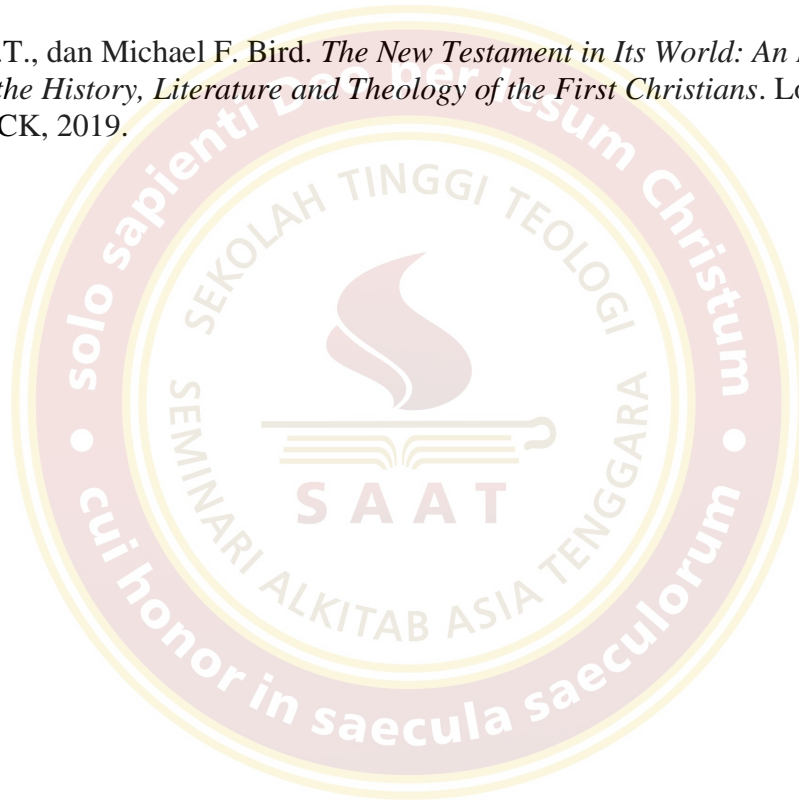 .T., dan Michael F. Bird. The New Testament in Its World: An
the History, Literature and Theology of the First Christians. Lo
CK, 2019.
solo sapienti Deo per Iesum Christum
SEKOLAH TINGGI TEOLOGI
SEMINARI ALKITAB ASIA TENGGARA
SAAT
cui honor in saecula saeculorum